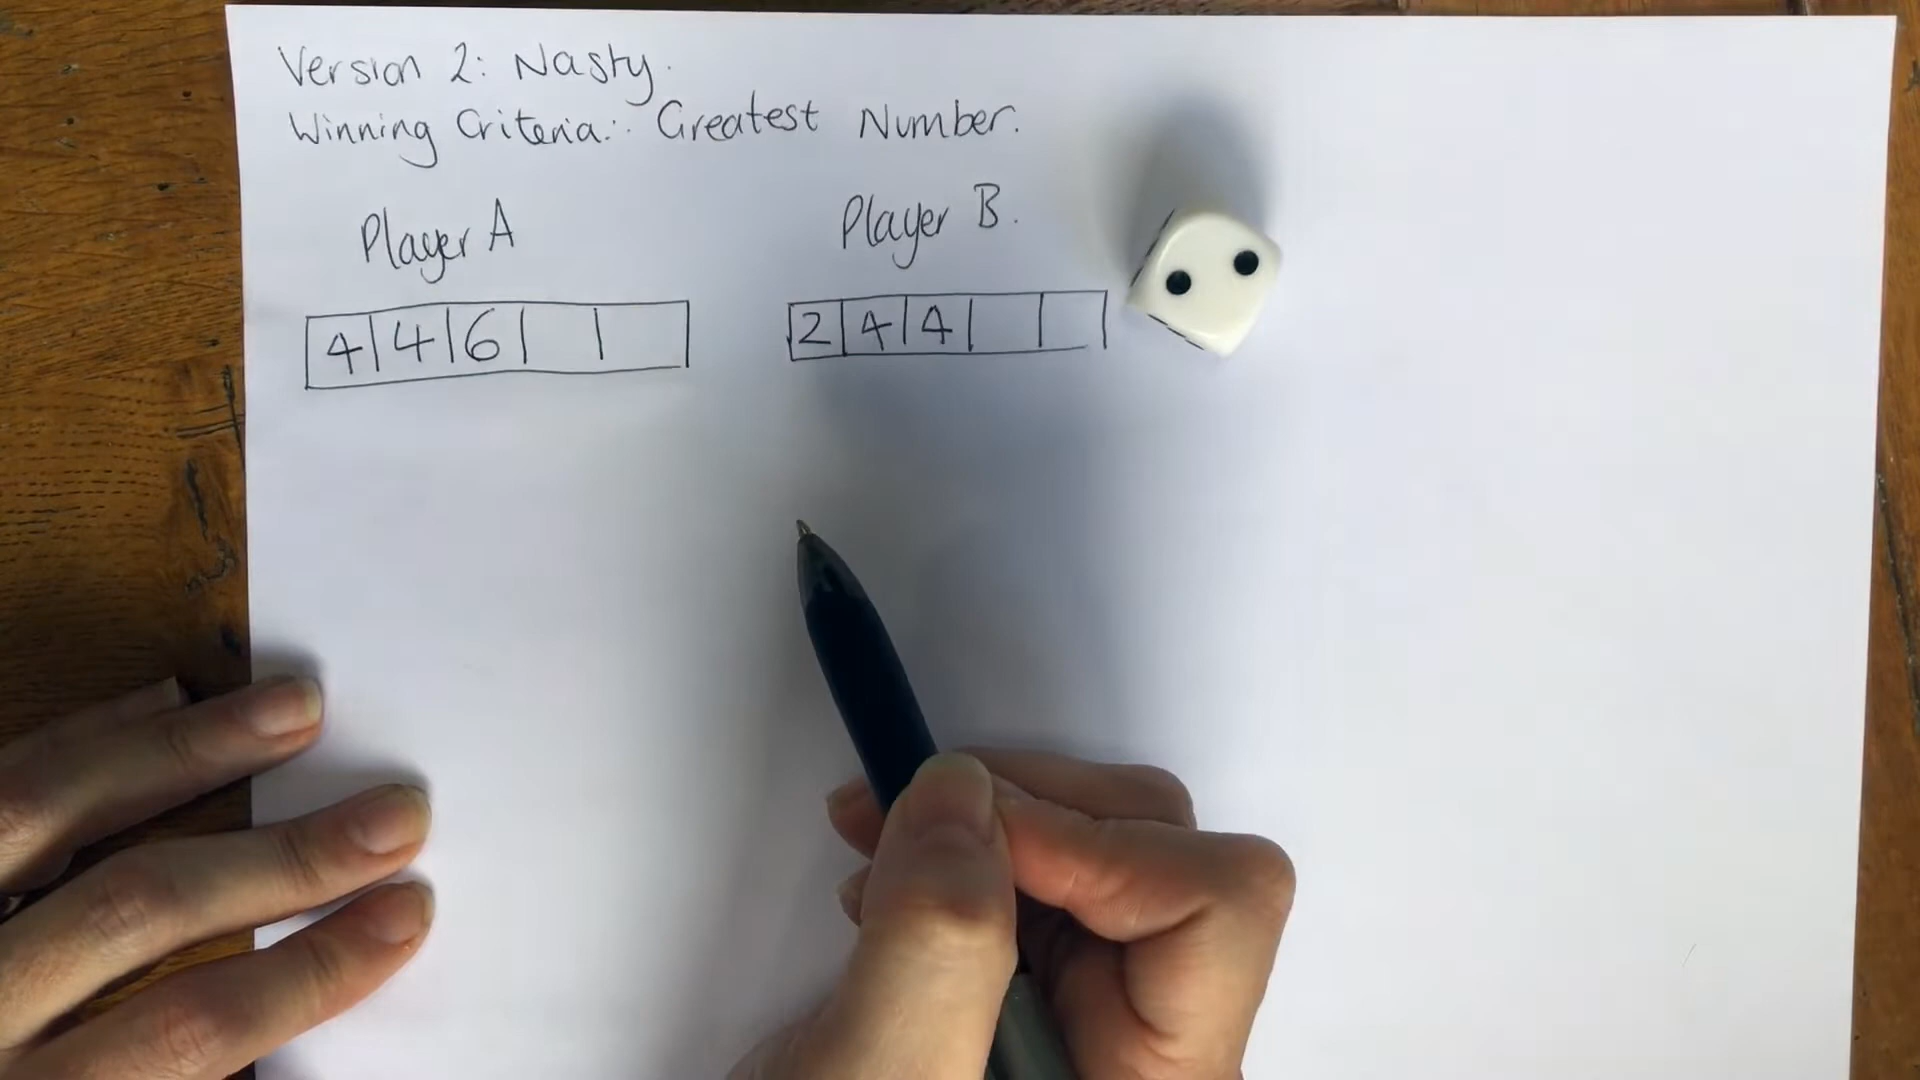 Version 2: Nasty.
Winning Criteria: Greatest Number.
Player A
Player B.
4 4 6
2 4 4